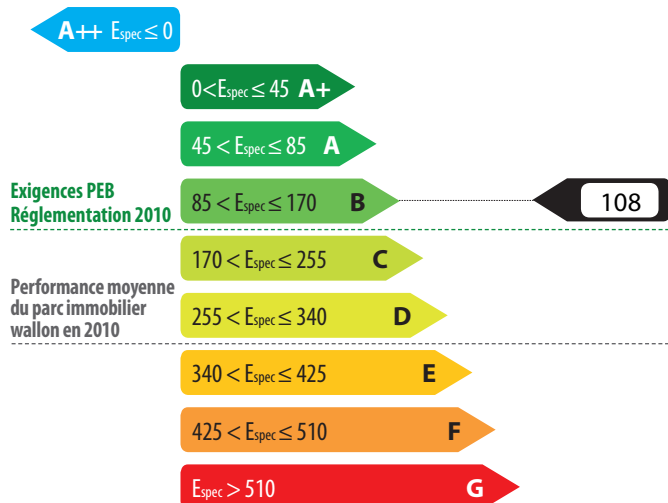 A++ Espec ≤ 0
0<Espec ≤ 45 A+
45 < Espec ≤ 85 A
Exigences PEB
Réglementation 2010
85 < Espec ≤ 170 B
108
170 < Espec ≤ 255 C
Performance moyenne
du parc immobilier
wallon en 2010
255 < Espec ≤ 340 D
340 < Espec ≤ 425 E
425 < Espec ≤ 510 F
Espec > 510 G